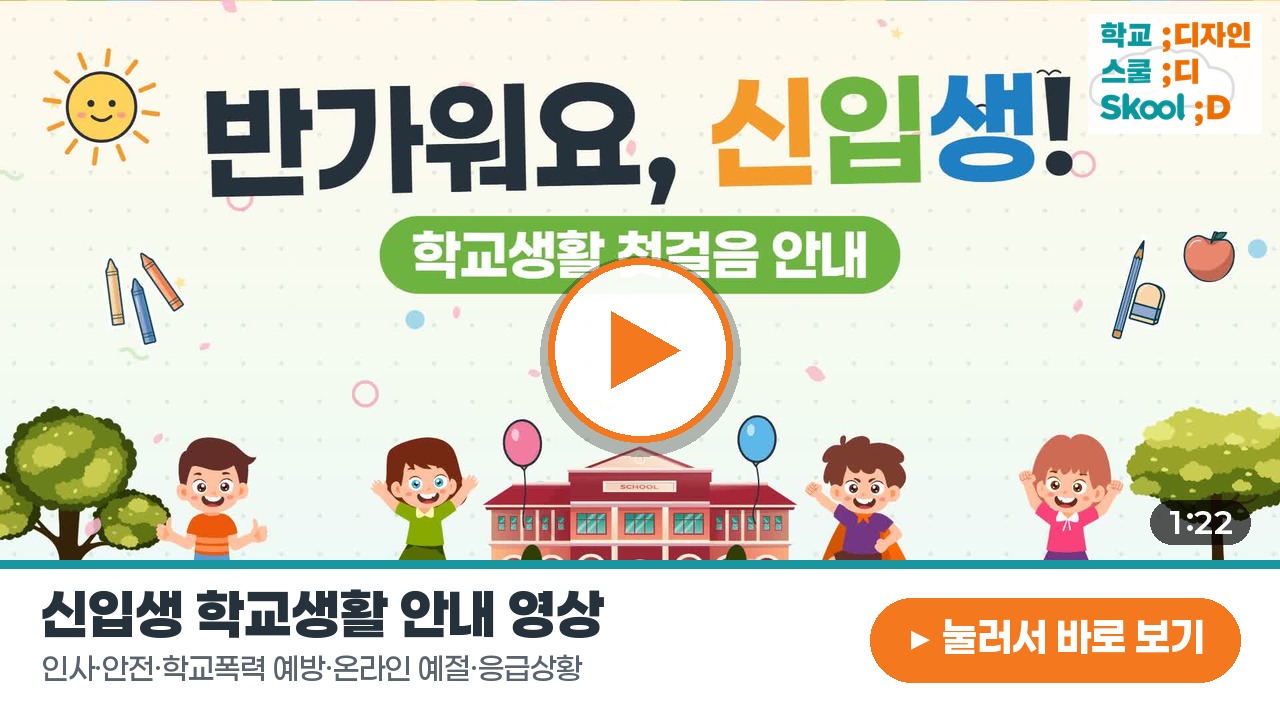 반가워요, 신입생!
학교 ;디자인
스쿨 ;디
Skool ;D
학교생활 첫걸음 안내
SCHOOL
1:22
신입생 학교생활 안내 영상
인사·안전·학교폭력 예방·온라인 예절·응급상황
▶ 눌러서 바로 보기